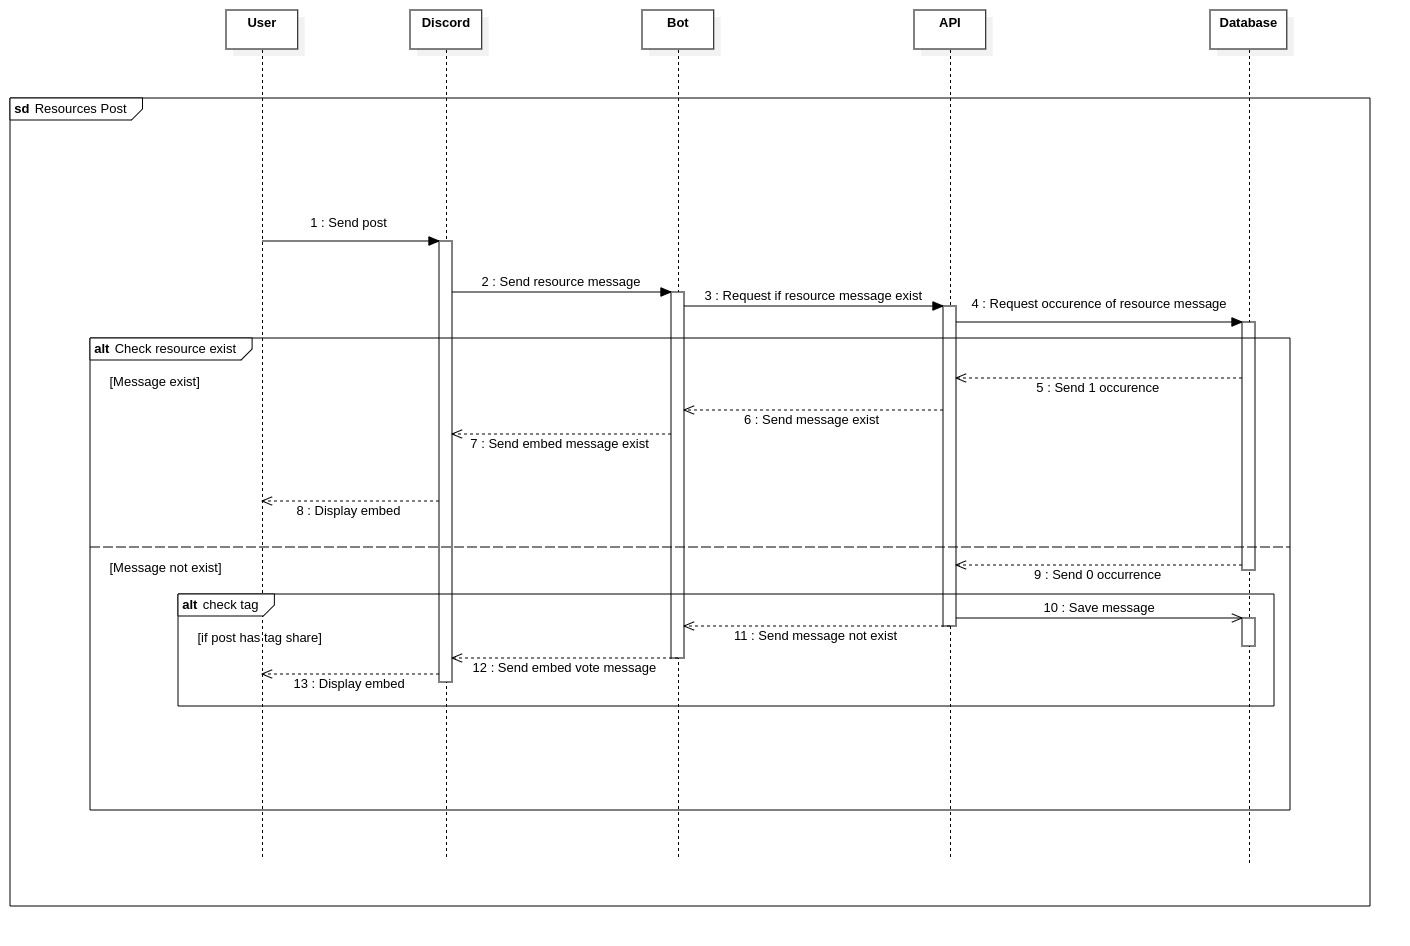 User
Discord
Bot
API
Database
sd Resources Post
1 : Send post
2 : Send resource message
3 : Request if resource message exist
4 : Request occurence of resource message
alt Check resource exist
[Message exist]
5 : Send 1 occurence
6 : Send message exist
7 : Send embed message exist
8 : Display embed
[Message not exist]
9 : Send 0 occurrence
alt check tag
10 : Save message
[if post has tag share]
11 : Send message not exist
12 : Send embed vote message
13 : Display embed